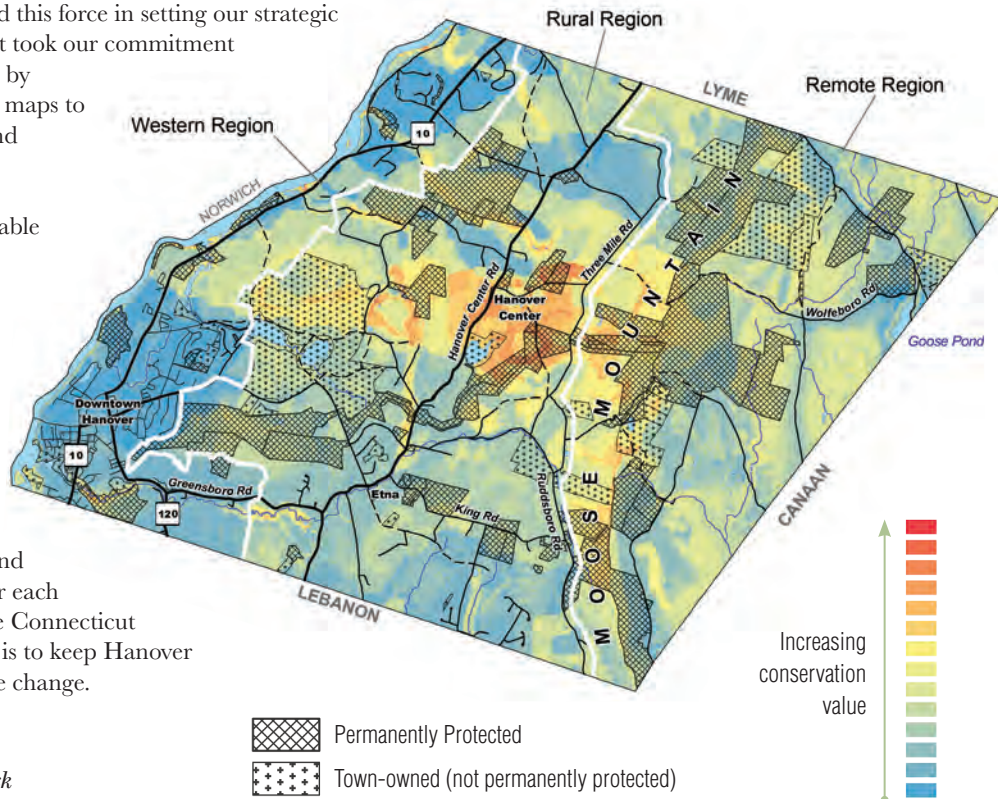 d this force in setting our strategic
t took our commitment
by
maps to
nd
able
nd
r each
e Connecticut
is to keep Hanover
e change.
rk
Rural Region
LYME
Remote Region
Western Region
10
NORWICH
Three Mile Rd
Hanover Center Rd
Hanover
Center
Wolfeboro Rd
Goose Pond
MOOSE MOUNTAIN
Downtown
Hanover
10
Greensboro Rd
120
Etna
King Rd
Ruddsboro Rd
CANAAN
LEBANON
Increasing
conservation
value
Permanently Protected
Town-owned (not permanently protected)